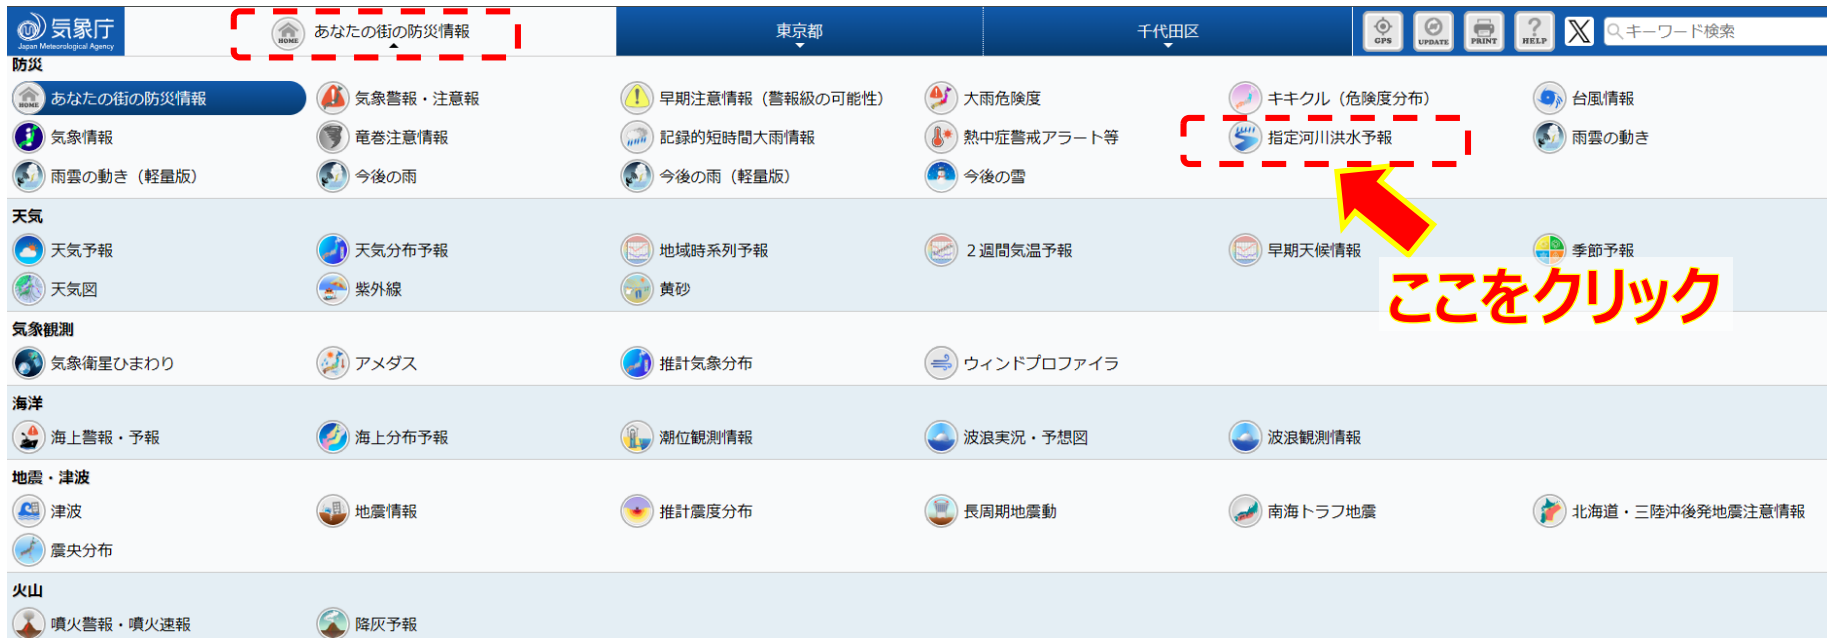 気象庁
Japan Meteorological Agency
HOME あなたの街の防災情報
東京都
千代田区
GPS
UPDATE
PRINT
HELP
X
キーワード検索
防災
HOME あなたの街の防災情報
気象警報・注意報
早期注意情報（警報級の可能性）
大雨危険度
キキクル（危険度分布）
台風情報
気象情報
竜巻注意情報
記録的短時間大雨情報
熱中症警戒アラート等
指定河川洪水予報
雨雲の動き
雨雲の動き（軽量版）
今後の雨
今後の雨（軽量版）
今後の雪
天気
天気予報
天気分布予報
地域時系列予報
２週間気温予報
早期天候情報
季節予報
天気図
紫外線
黄砂
ここをクリック
気象観測
気象衛星ひまわり
アメダス
推計気象分布
ウィンドプロファイラ
海洋
海上警報・予報
海上分布予報
潮位観測情報
波浪実況・予想図
波浪観測情報
地震・津波
津波
地震情報
推計震度分布
長周期地震動
南海トラフ地震
北海道・三陸沖後発地震注意情報
震央分布
火山
噴火警報・噴火速報
降灰予報